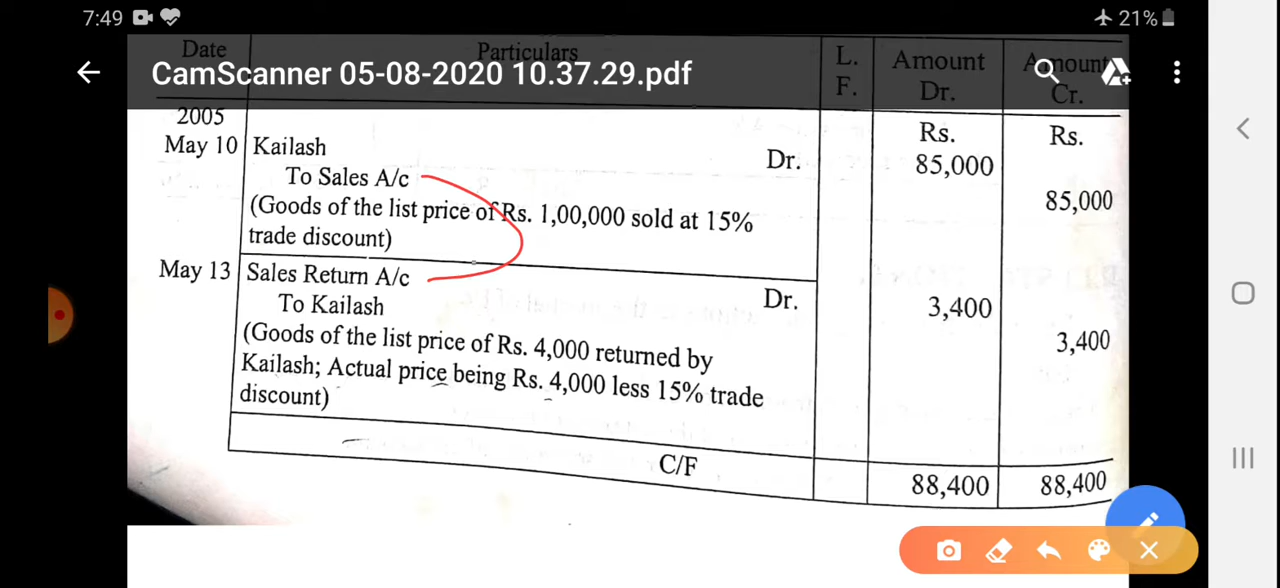 7:49
21%
CamScanner 05-08-2020 10.37.29.pdf
Date Particulars L. F. Amount Dr. Amount Cr.
2005 Rs. Rs.
May 10 Kailash Dr. 85,000
To Sales A/c 85,000
(Goods of the list price of Rs. 1,00,000 sold at 15%
trade discount)
May 13 Sales Return A/c Dr. 3,400
To Kailash 3,400
(Goods of the list price of Rs. 4,000 returned by
Kailash; Actual price being Rs. 4,000 less 15% trade
discount)
C/F 88,400 88,400